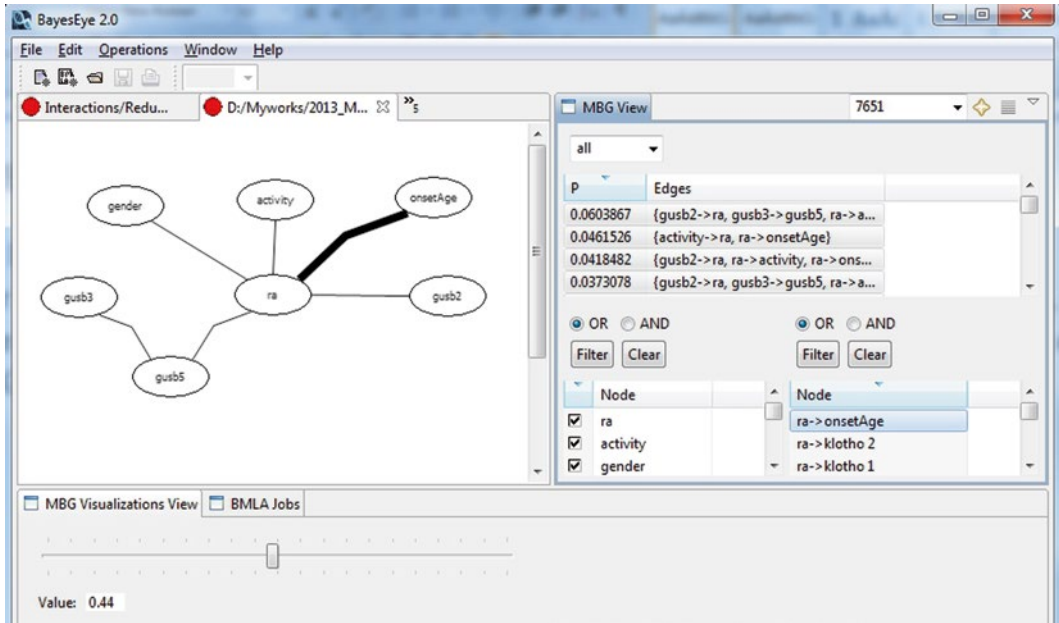 BayesEye 2.0
File Edit Operations Window Help
Interactions/Redu... D:/Myworks/2013_M... »5
gender
activity
onsetAge
gusb3
ra
gusb2
gusb5
MBG View 7651
all
P Edges
0.0603867 {gusb2->ra, gusb3->gusb5, ra->a...
0.0461526 {activity->ra, ra->onsetAge}
0.0418482 {gusb2->ra, ra->activity, ra->ons...
0.0373078 {gusb2->ra, gusb3->gusb5, ra->a...
OR AND OR AND
Filter Clear Filter Clear
Node Node
ra ra->onsetAge
activity ra->klotho 2
gender ra->klotho 1
MBG Visualizations View BMLA Jobs
Value: 0.44